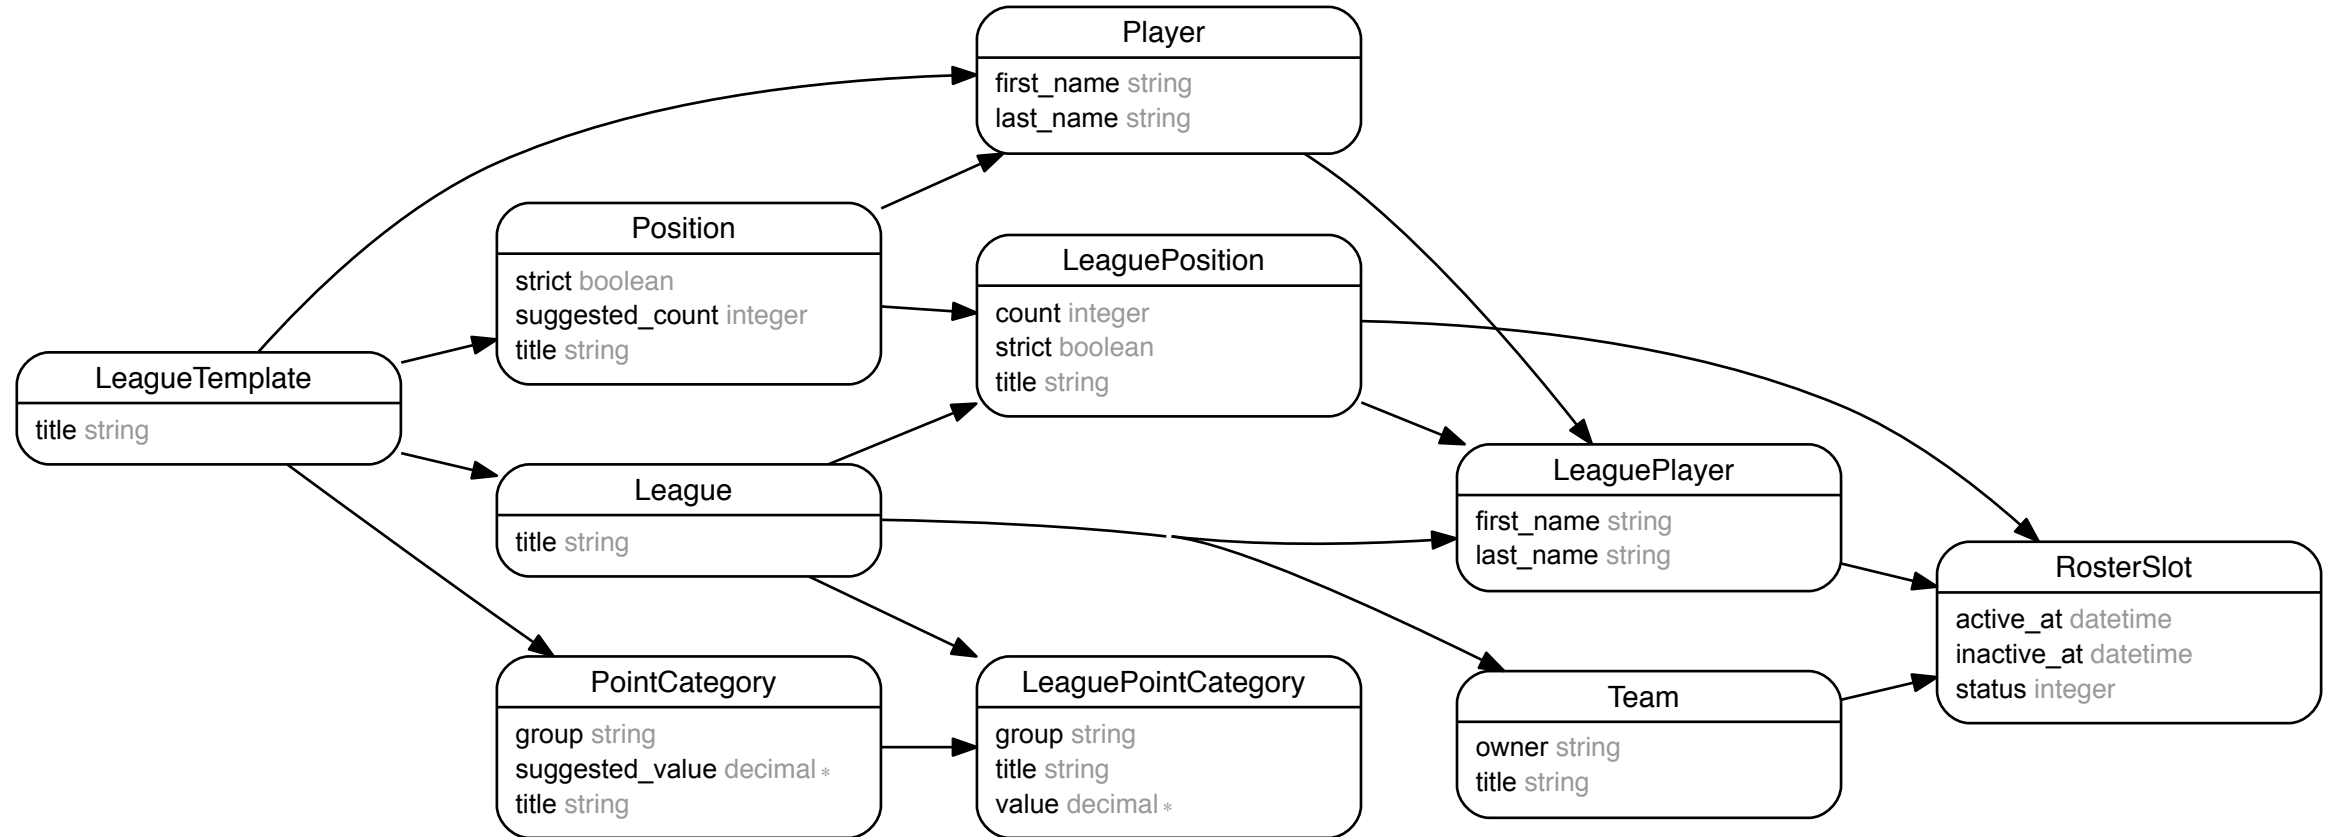 Player
first_name string
last_name string
Position
strict boolean
suggested_count integer
title string
LeaguePosition
count integer
strict boolean
title string
LeagueTemplate
title string
League
title string
LeaguePlayer
first_name string
last_name string
RosterSlot
active_at datetime
inactive_at datetime
status integer
PointCategory
group string
suggested_value decimal *
title string
LeaguePointCategory
group string
title string
value decimal *
Team
owner string
title string